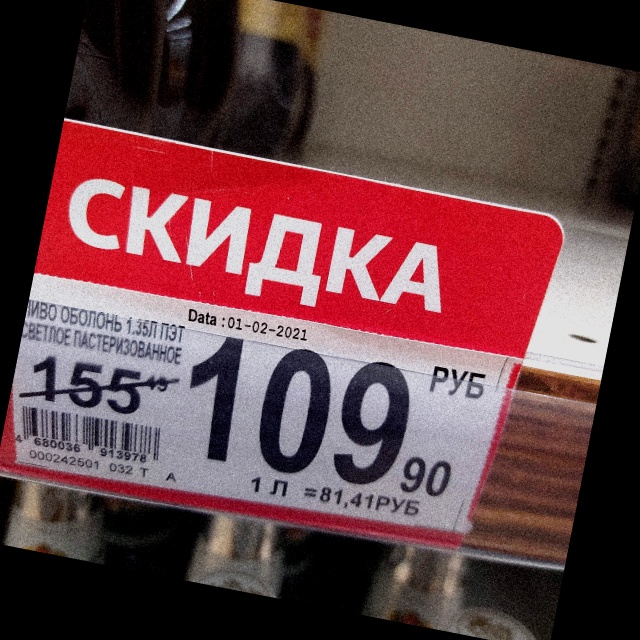 СКИДКА
Data : 01-02-2021
ПИВО ОБОЛОНЬ 1.35Л ПЭТ
СВЕТЛОЕ ПАСТЕРИЗОВАННОЕ
155 49
109 90
РУБ
4 680036 913978
000242501 032 Т А
1 Л =81,41РУБ